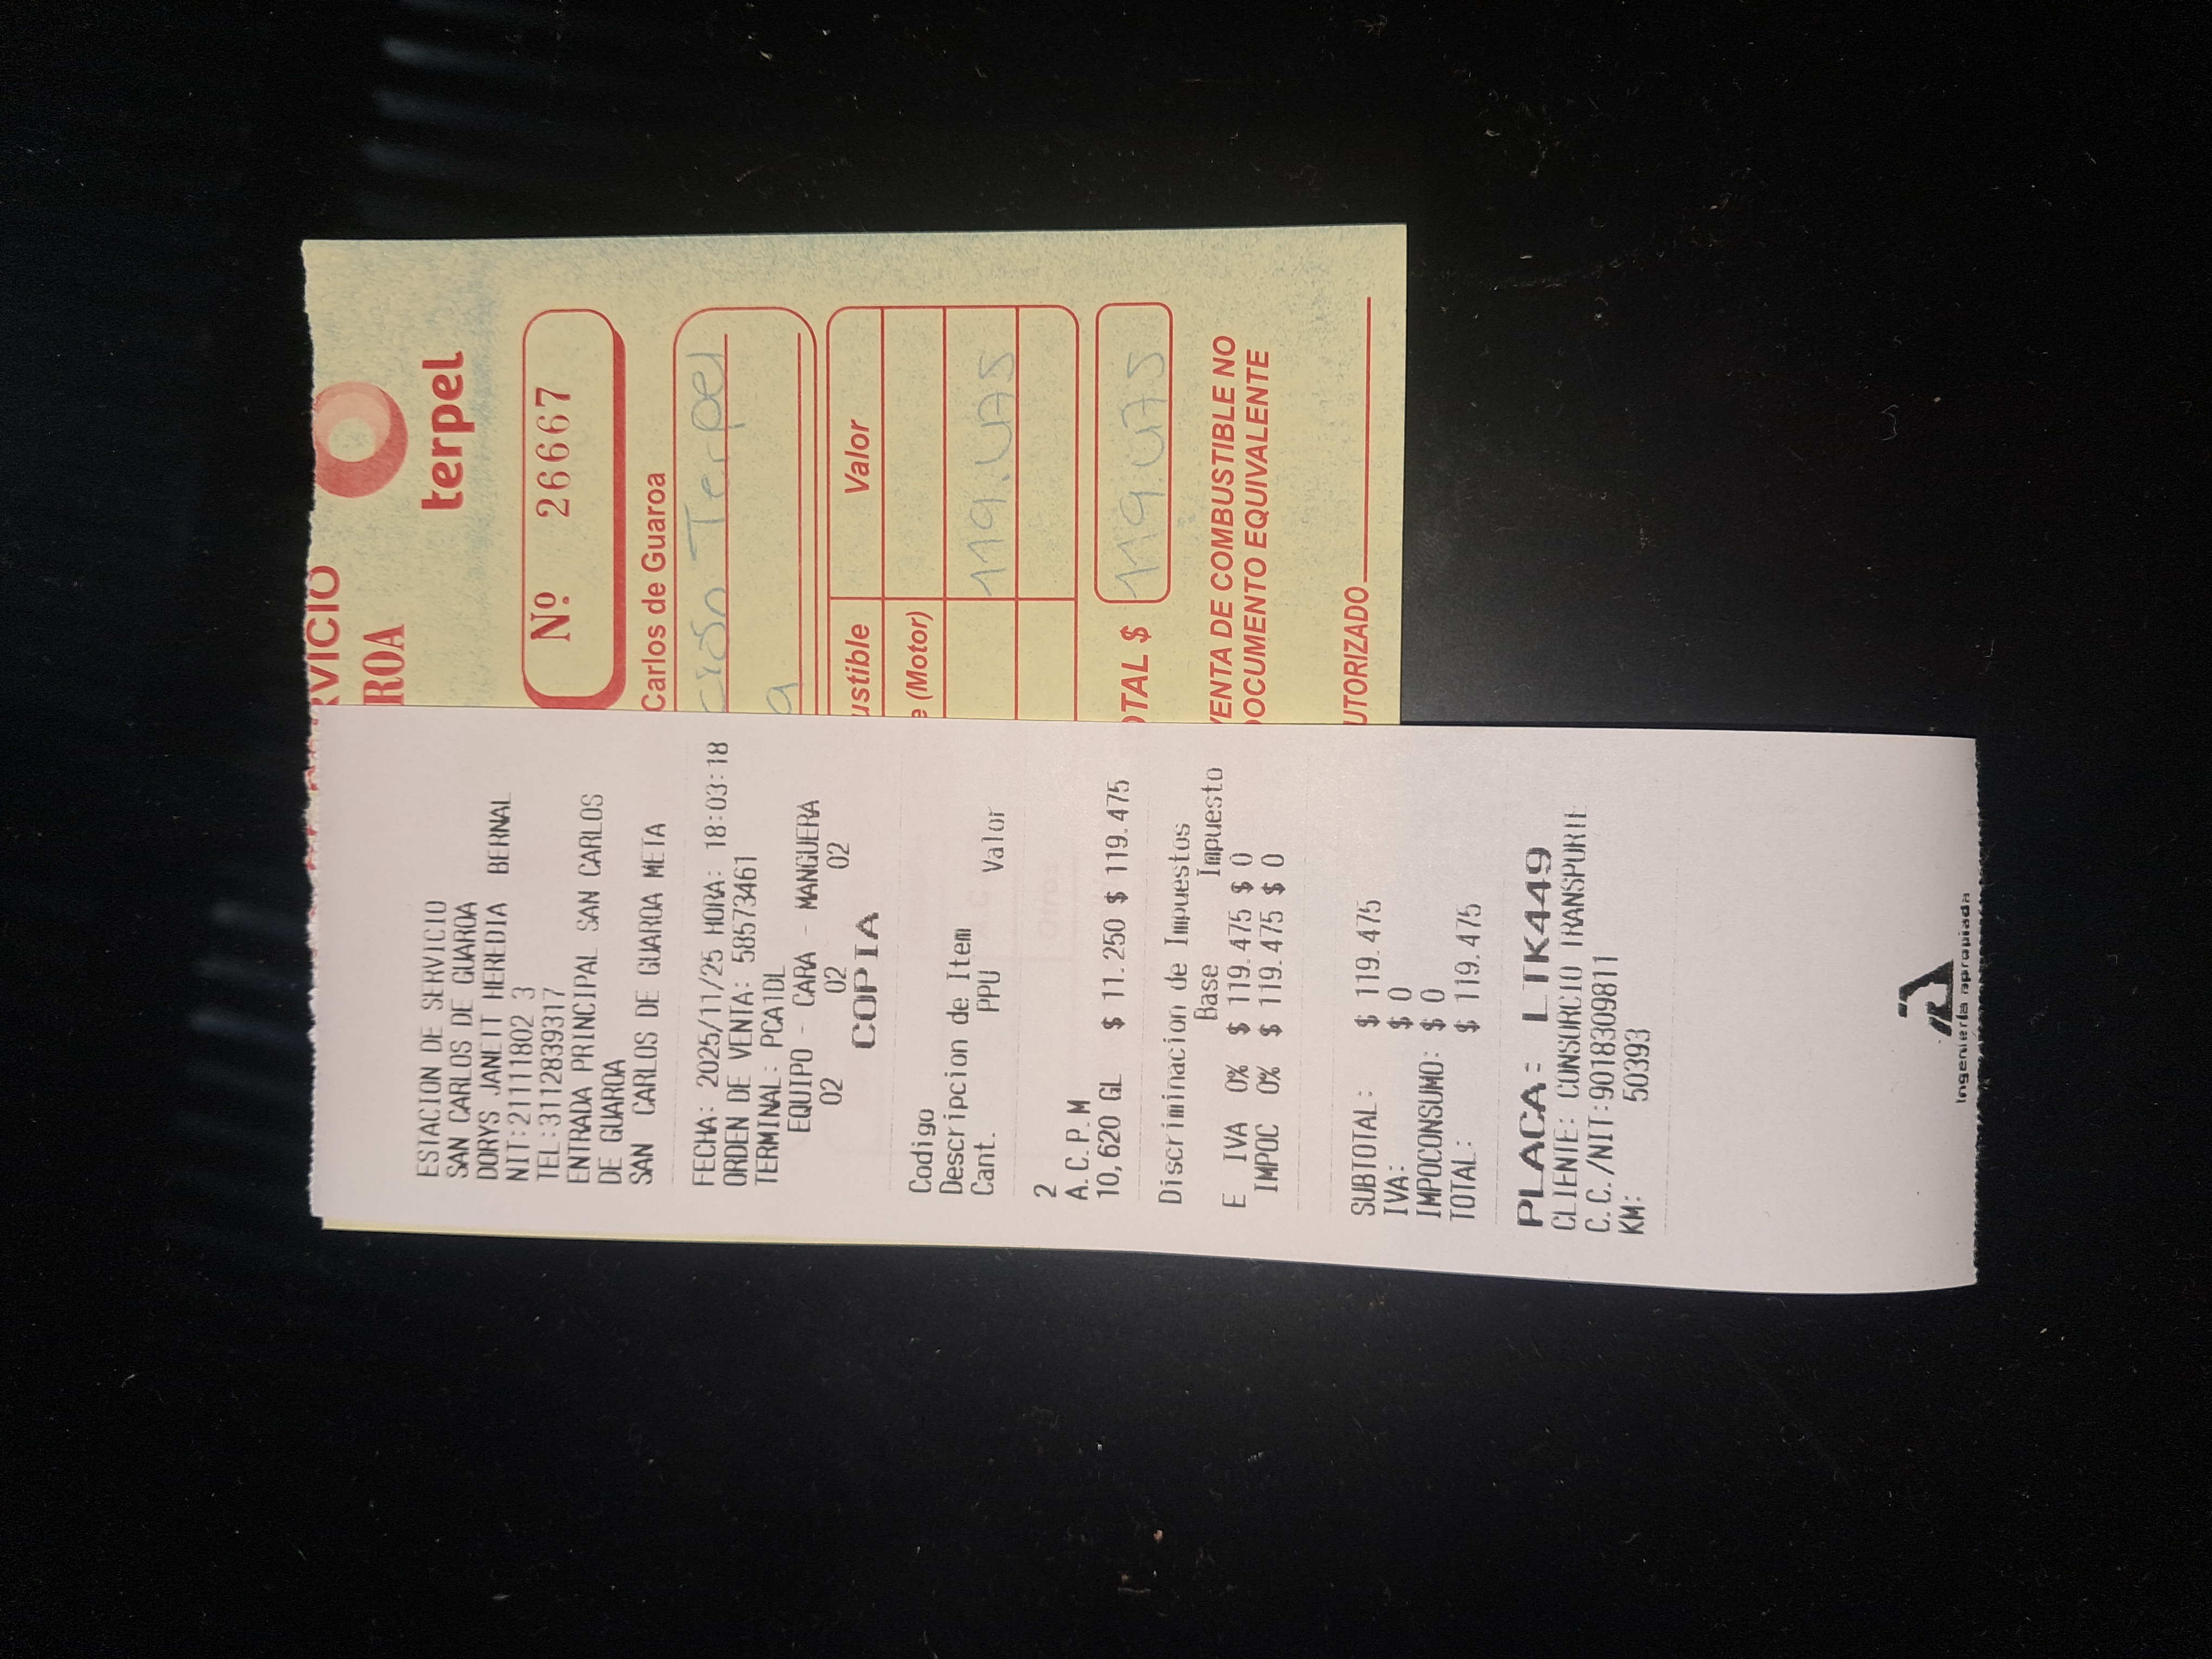 RVICIO
ROA
terpel
Nº 26667
Carlos de Guaroa
ción Terpel
a
ustible Valor
e (Motor)
119.475
OTAL $ 119.475
VENTA DE COMBUSTIBLE NO
DOCUMENTO EQUIVALENTE
UTORIZADO
ESTACION DE SERVICIO
SAN CARLOS DE GUAROA
DORYS JANETT HEREDIA BERNAL
NIT:21111802 3
TEL:3112839317
ENTRADA PRINCIPAL SAN CARLOS
DE GUAROA
SAN CARLOS DE GUAROA META
FECHA: 2025/11/25 HORA: 18:03:18
ORDEN DE VENTA: 58573461
TERMINAL: PCA1DL
EQUIPO - CARA - MANGUERA
02 02 02
COPIA
Codigo
Descripcion de Item
Cant. PPU Valor
2
A.C.P.M
10,620 GL $ 11.250 $ 119.475
Discriminacion de Impuestos
Base Impuesto
E IVA 0% $ 119.475 $ 0
IMPOC 0% $ 119.475 $ 0
SUBTOTAL: $ 119.475
IVA: $ 0
IMPOCONSUMO: $ 0
TOTAL: $ 119.475
PLACA: LTK449
CLIENTE: CONSORCIO TRANSPORTE
C.C./NIT:9018309811
KM: 50393
Ingeniería apropiada